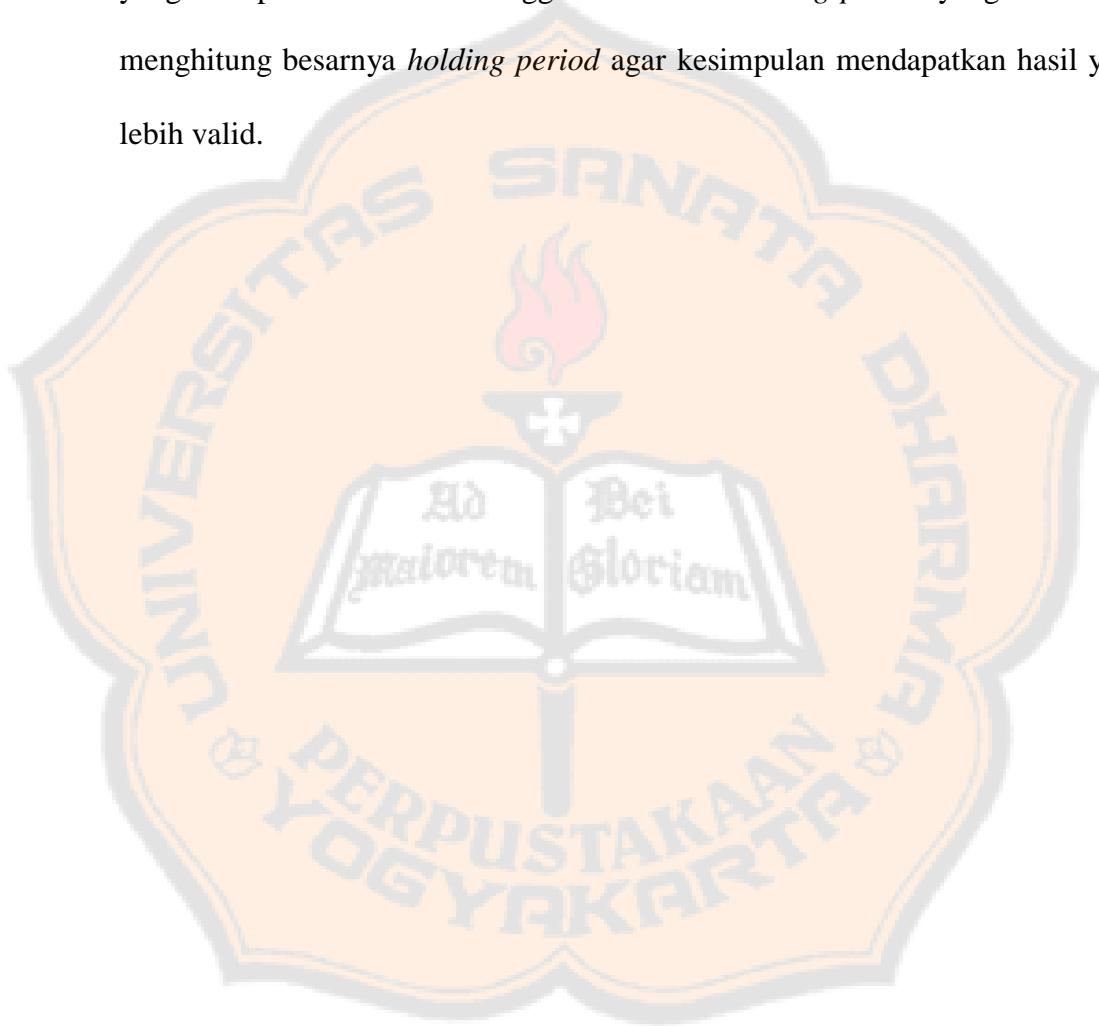 menghitung besarnya holding period agar kesimpulan mendapatkan hasil
lebih valid.
UNIVERSITAS SANATA DHARMA
Ad Maiorem
Dei Gloriam
PERPUSTAKAAN
YOGYAKARTA